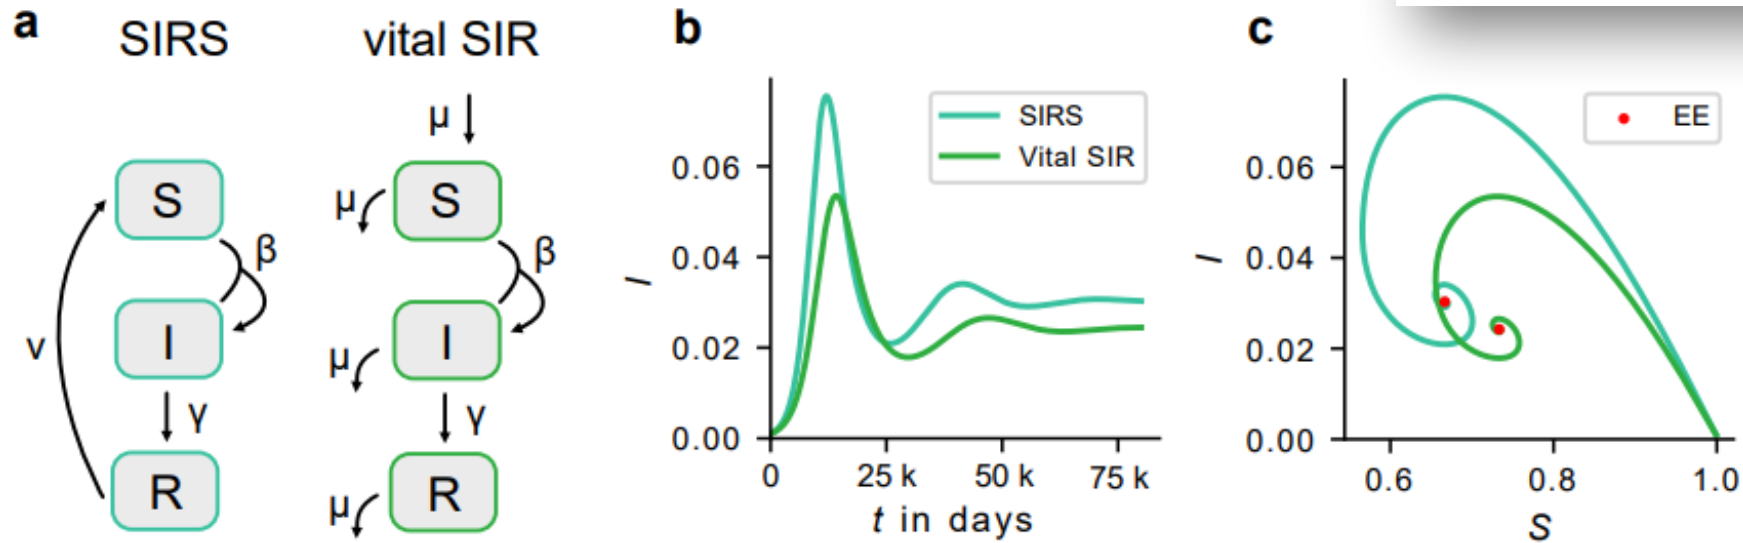 a
SIRS
vital SIR
μ
S
μ
S
β
β
I
μ
I
ν
γ
γ
R
μ
R
b
SIRS
Vital SIR
0.06
0.04
0.02
0.00
I
0
25 k
50 k
75 k
t in days
c
EE
0.06
0.04
0.02
0.00
I
0.6
0.8
1.0
S